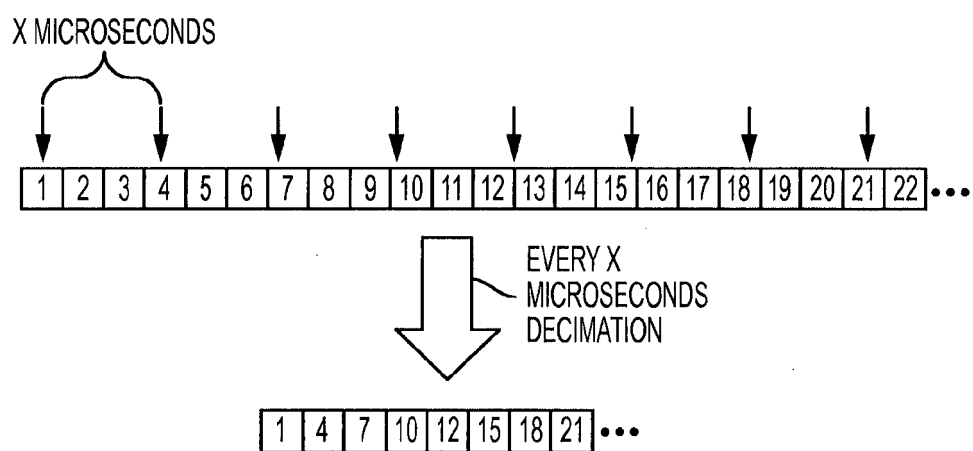 X MICROSECONDS
1 2 3 4 5 6 7 8 9 10 11 12 13 14 15 16 17 18 19 20 21 22 •••
EVERY X
MICROSECONDS
DECIMATION
1 4 7 10 12 15 18 21 •••